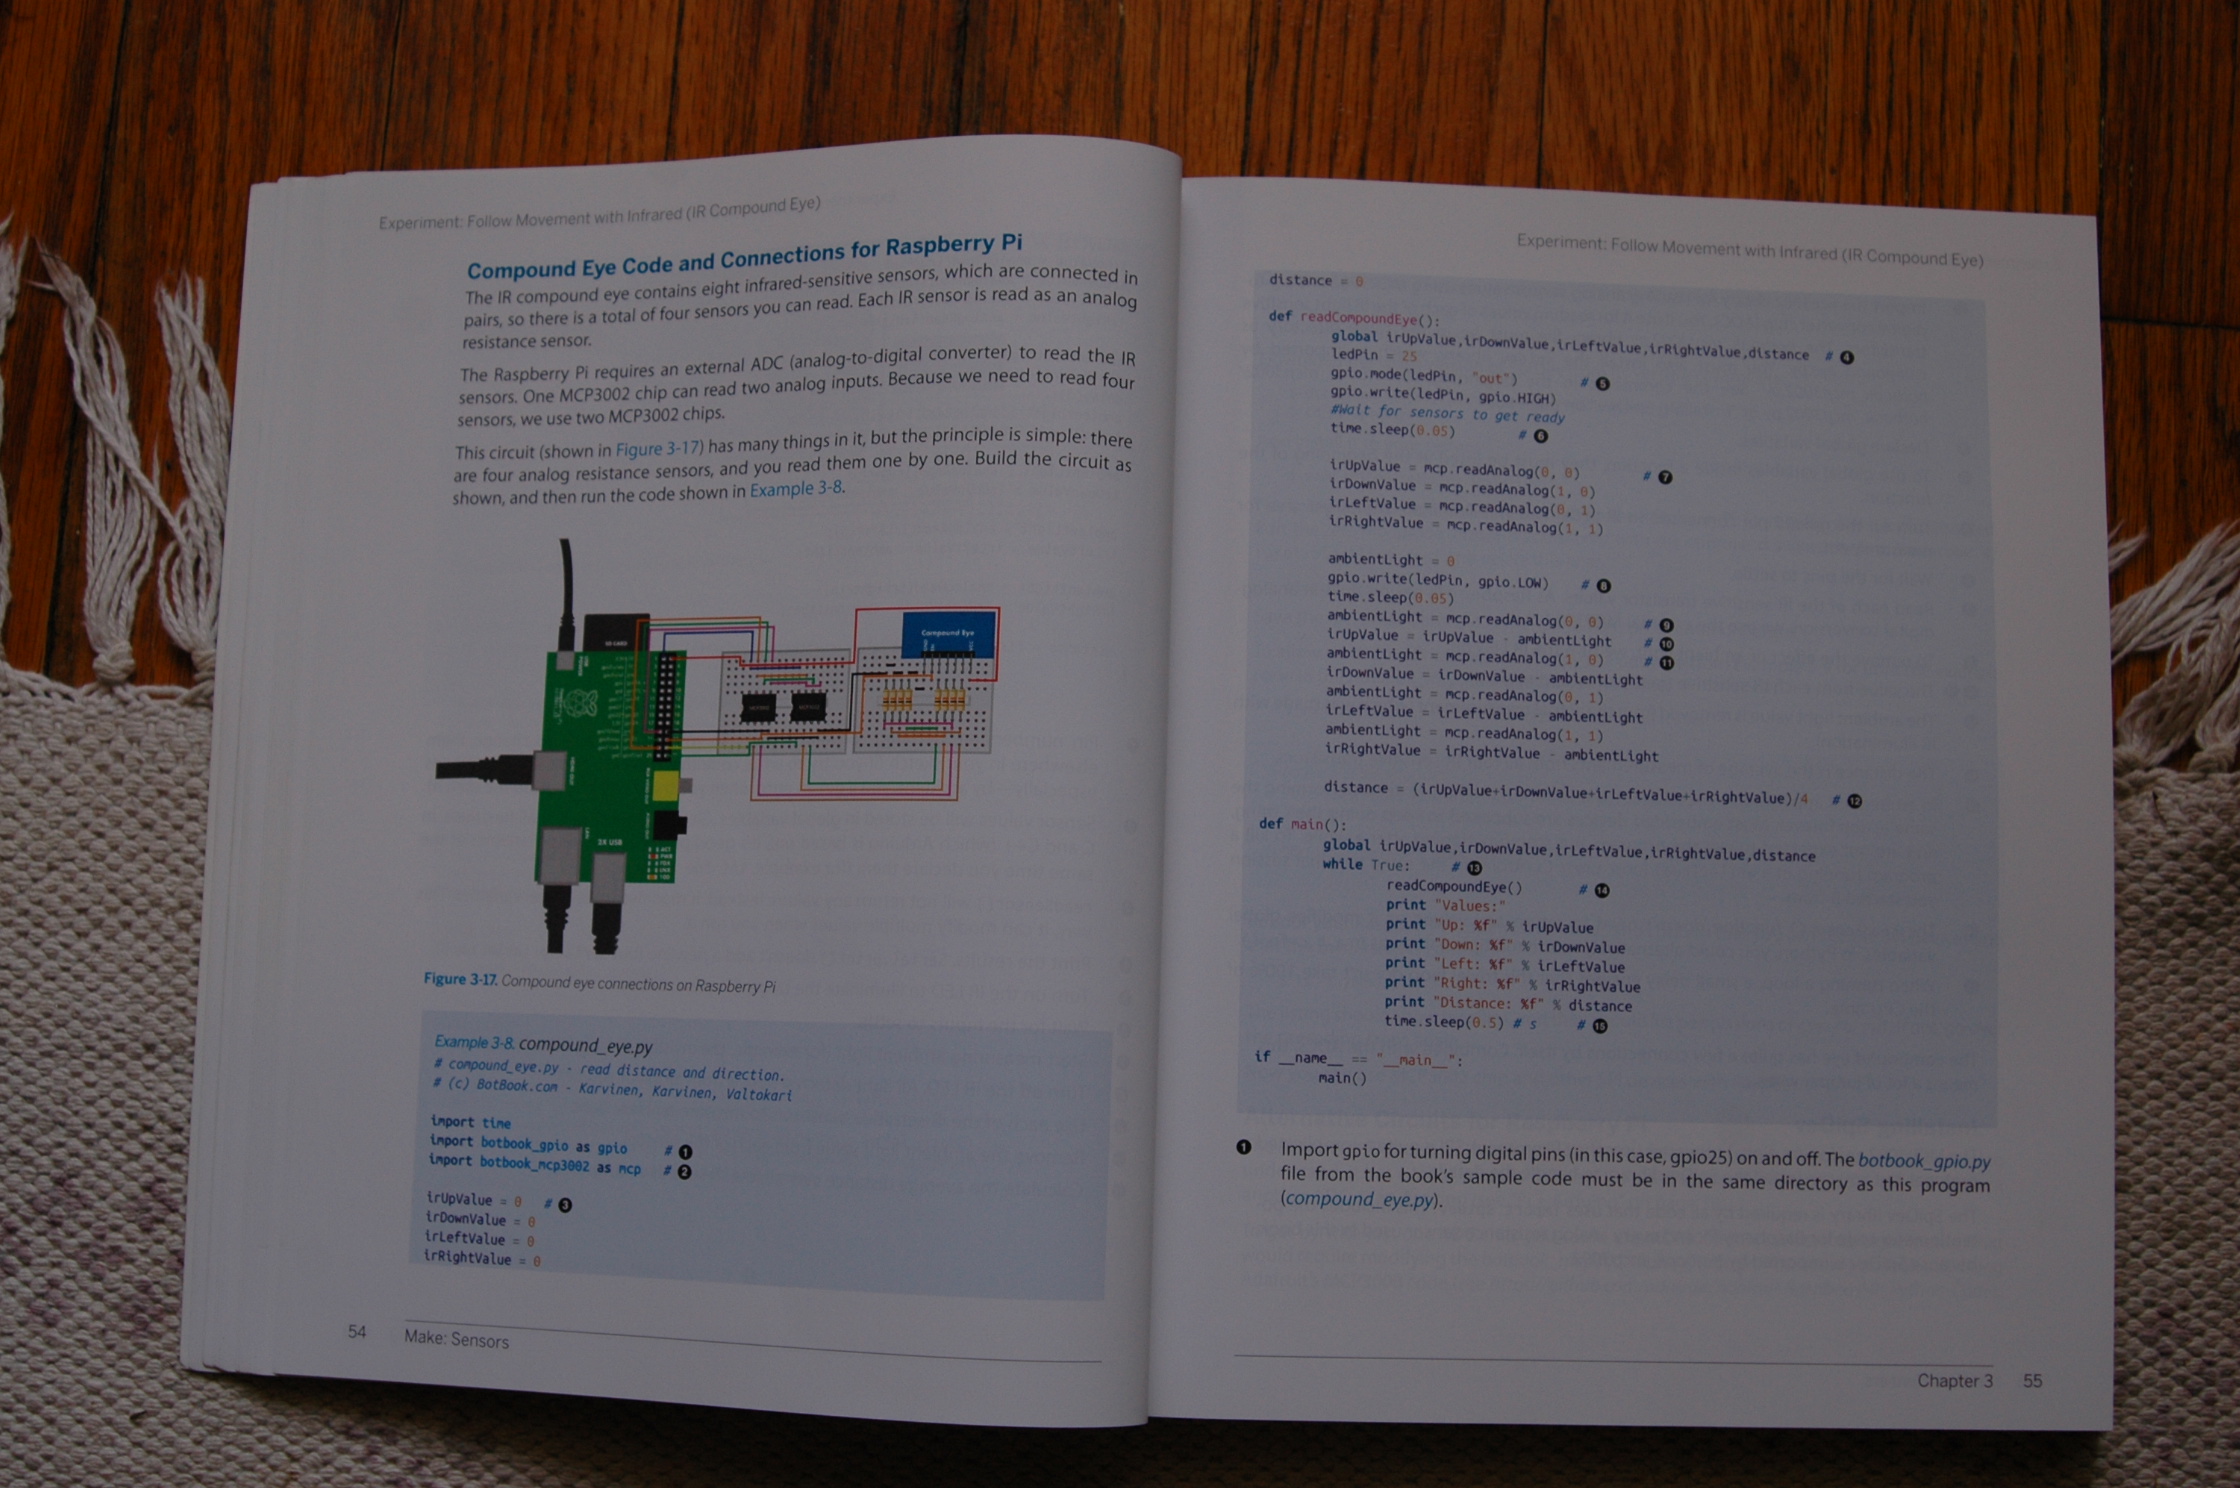 Experiment: Follow Movement with Infrared (IR Compound Eye)
Compound Eye Code and Connections for Raspberry Pi
The IR compound eye contains eight infrared-sensitive sensors, which are connected in
pairs, so there is a total of four sensors you can read. Each IR sensor is read as an analog
resistance sensor.
The Raspberry Pi requires an external ADC (analog-to-digital converter) to read the IR
sensors. One MCP3002 chip can read two analog inputs. Because we need to read four
sensors, we use two MCP3002 chips.
This circuit (shown in Figure 3-17) has many things in it, but the principle is simple: there
are four analog resistance sensors, and you read them one by one. Build the circuit as
shown, and then run the code shown in Example 3-8.
Compound Eye
SD CARD
USB
POWER
HDMI OUT
LAN
2X USB
RCA VIDEO OUT
AUDIO OUT
Figure 3-17. Compound eye connections on Raspberry Pi
Example 3-8. compound_eye.py
# compound_eye.py - read distance and direction.
# (c) BotBook.com - Karvinen, Karvinen, Valtokari
import time
import botbook_gpio as gpio # 1
import botbook_mcp3002 as mcp # 2
irUpValue = 0 # 3
irDownValue = 0
irLeftValue = 0
irRightValue = 0
54 Make: Sensors
Experiment: Follow Movement with Infrared (IR Compound Eye)
distance = 0
def readCompoundEye():
global irUpValue,irDownValue,irLeftValue,irRightValue,distance # 4
ledPin = 25
gpio.mode(ledPin, "out") # 5
gpio.write(ledPin, gpio.HIGH)
#Wait for sensors to get ready
time.sleep(0.05) # 6
irUpValue = mcp.readAnalog(0, 0) # 7
irDownValue = mcp.readAnalog(1, 0)
irLeftValue = mcp.readAnalog(0, 1)
irRightValue = mcp.readAnalog(1, 1)
ambientLight = 0
gpio.write(ledPin, gpio.LOW) # 8
time.sleep(0.05)
ambientLight = mcp.readAnalog(0, 0) # 9
irUpValue = irUpValue - ambientLight # 10
ambientLight = mcp.readAnalog(1, 0) # 11
irDownValue = irDownValue - ambientLight
ambientLight = mcp.readAnalog(0, 1)
irLeftValue = irLeftValue - ambientLight
ambientLight = mcp.readAnalog(1, 1)
irRightValue = irRightValue - ambientLight
distance = (irUpValue+irDownValue+irLeftValue+irRightValue)/4 # 12
def main():
global irUpValue,irDownValue,irLeftValue,irRightValue,distance
while True: # 13
readCompoundEye() # 14
print "Values:"
print "Up: %f" % irUpValue
print "Down: %f" % irDownValue
print "Left: %f" % irLeftValue
print "Right: %f" % irRightValue
print "Distance: %f" % distance
time.sleep(0.5) # s # 15
if __name__ == "__main__":
main()
1 Import gpio for turning digital pins (in this case, gpio25) on and off. The botbook_gpio.py
file from the book's sample code must be in the same directory as this program
(compound_eye.py).
Chapter 3 55